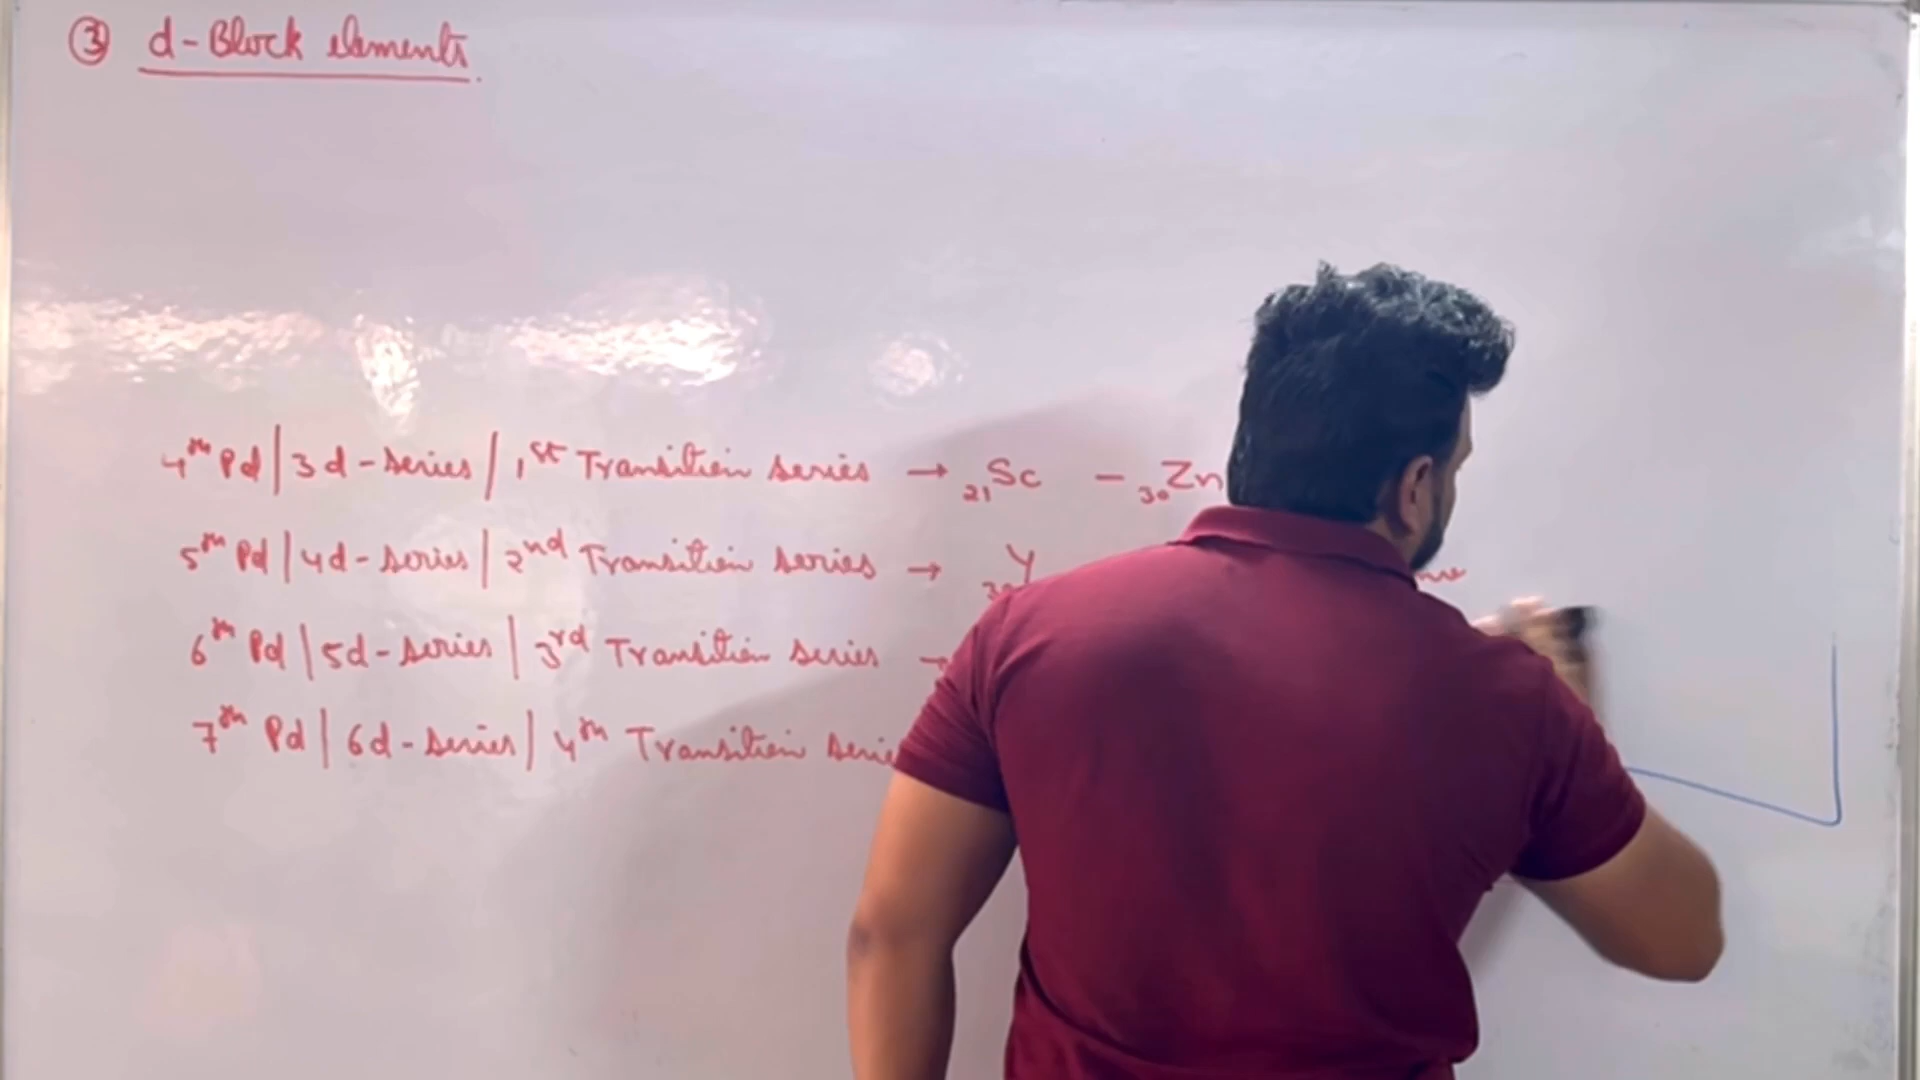 ③ d-Block elements.
4th Pd | 3d-series / 1st Transition series → 21Sc - 30Zn
5th Pd | 4d-series | 2nd Transition series → 39Y
6th Pd | 5d-series | 3rd Transition series →
7th Pd | 6d-series | 4th Transition serie